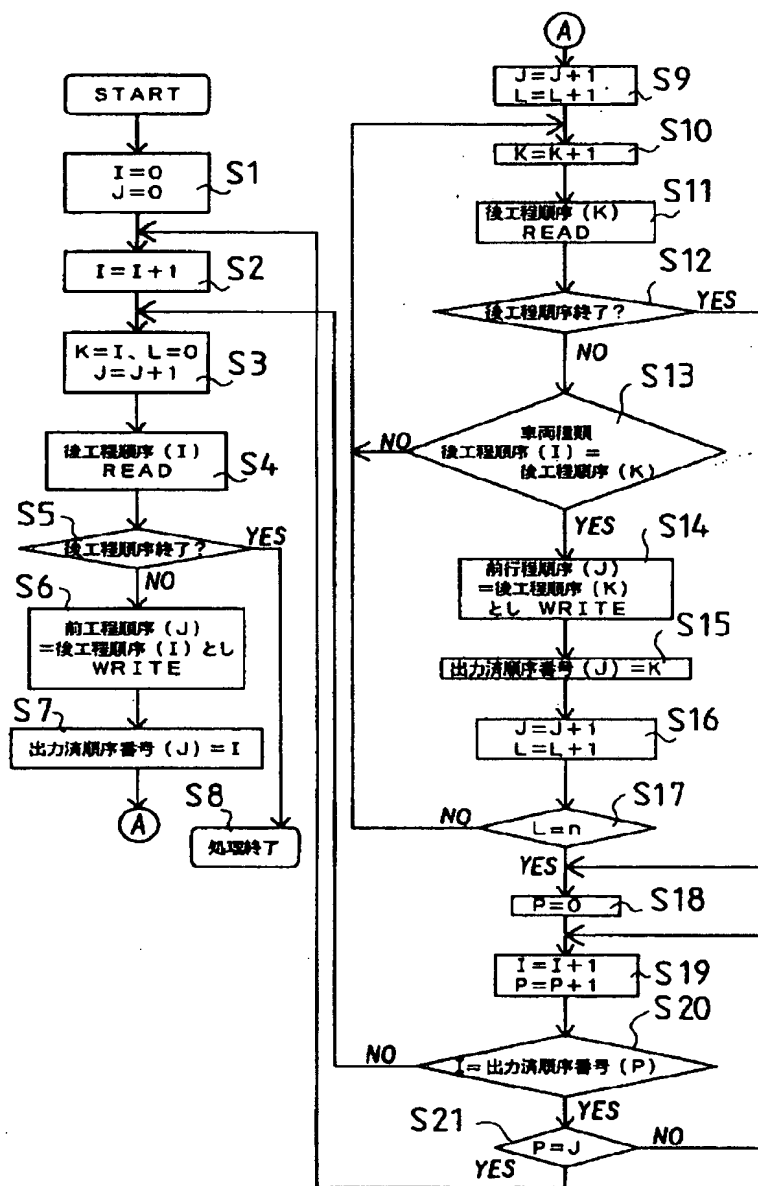 START
I=0
J=0
S1
I=I+1
S2
K=I、L=0
J=J+1
S3
後工程順序(I)
READ
S4
S5
後工程順序終了?
YES
NO
S6
前工程順序(J)
=後工程順序(I)とし
WRITE
S7
出力済順序番号(J)=I
A
S8
処理終了
A
J=J+1
L=L+1
S9
S10
K=K+1
S11
後工程順序(K)
READ
S12
後工程順序終了?
YES
NO
S13
車両種類
後工程順序(I)=
後工程順序(K)
NO
YES
S14
前行程順序(J)
=後工程順序(K)
とし WRITE
S15
出力済順序番号(J)=K
S16
J=J+1
L=L+1
S17
NO
L=n
YES
P=0
S18
I=I+1
P=P+1
S19
S20
NO
I=出力済順序番号(P)
YES
S21
P=J
NO
YES